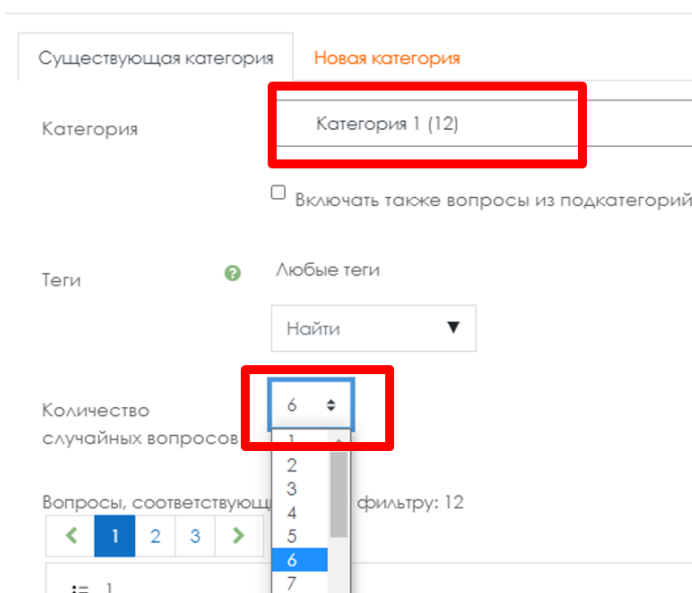 Существующая категория Новая категория
Категория Категория 1 (12)
Включать также вопросы из подкатегорий
Теги Любые теги
Найти
Количество
случайных вопросов
6
1
2
3
4
5
6
7
Вопросы, соответствующ фильтру: 12
1 2 3
1